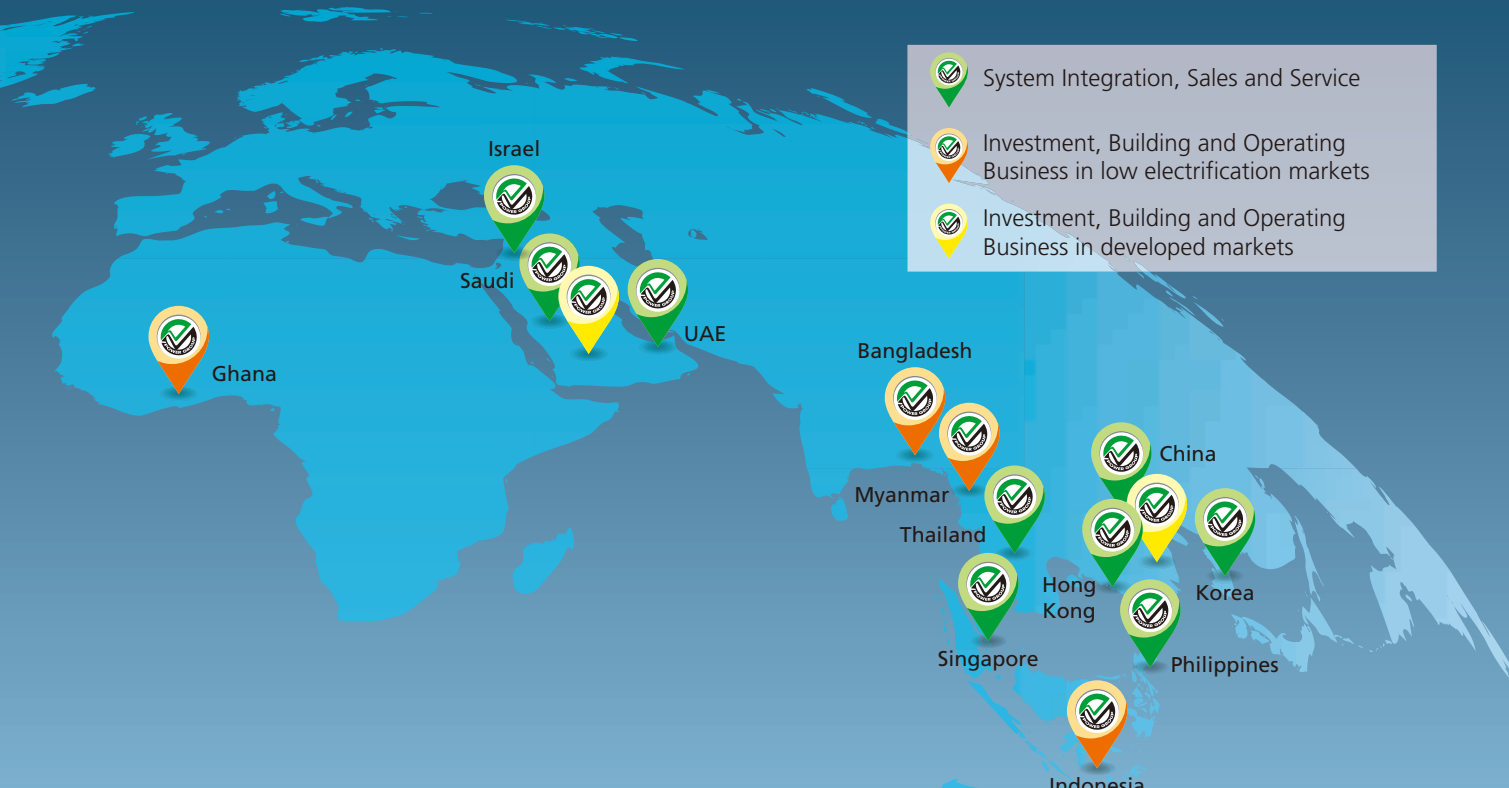 System Integration, Sales and Service
Investment, Building and Operating
Business in low electrification markets
Investment, Building and Operating
Business in developed markets
Israel
Saudi
UAE
Ghana
Bangladesh
Myanmar
Thailand
China
Hong
Kong
Korea
Singapore
Philippines
Indonesia